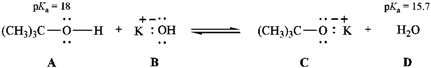 pKa = 18 pKa = 15.7
(CH3)3C—O—H + K + − :OH ⇌ (CH3)3C—O: − + K + H2O
A B C D